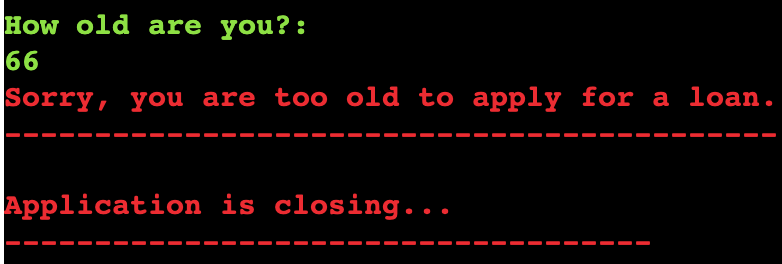 How old are you?:
66
Sorry, you are too old to apply for a loan.
-------------------------------------------
Application is closing...
------------------------------------